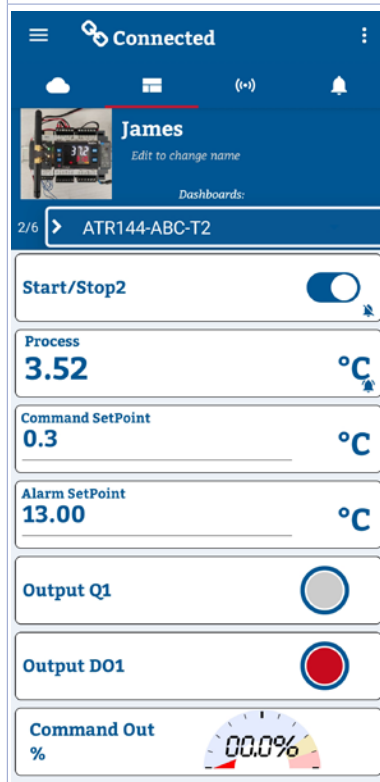 Connected
James
Edit to change name
Dashboards:
2/6
ATR144-ABC-T2
Start/Stop2
Process
3.52 °C
Command SetPoint
0.3 °C
Alarm SetPoint
13.00 °C
Output Q1
Output DO1
Command Out
%
00.0%